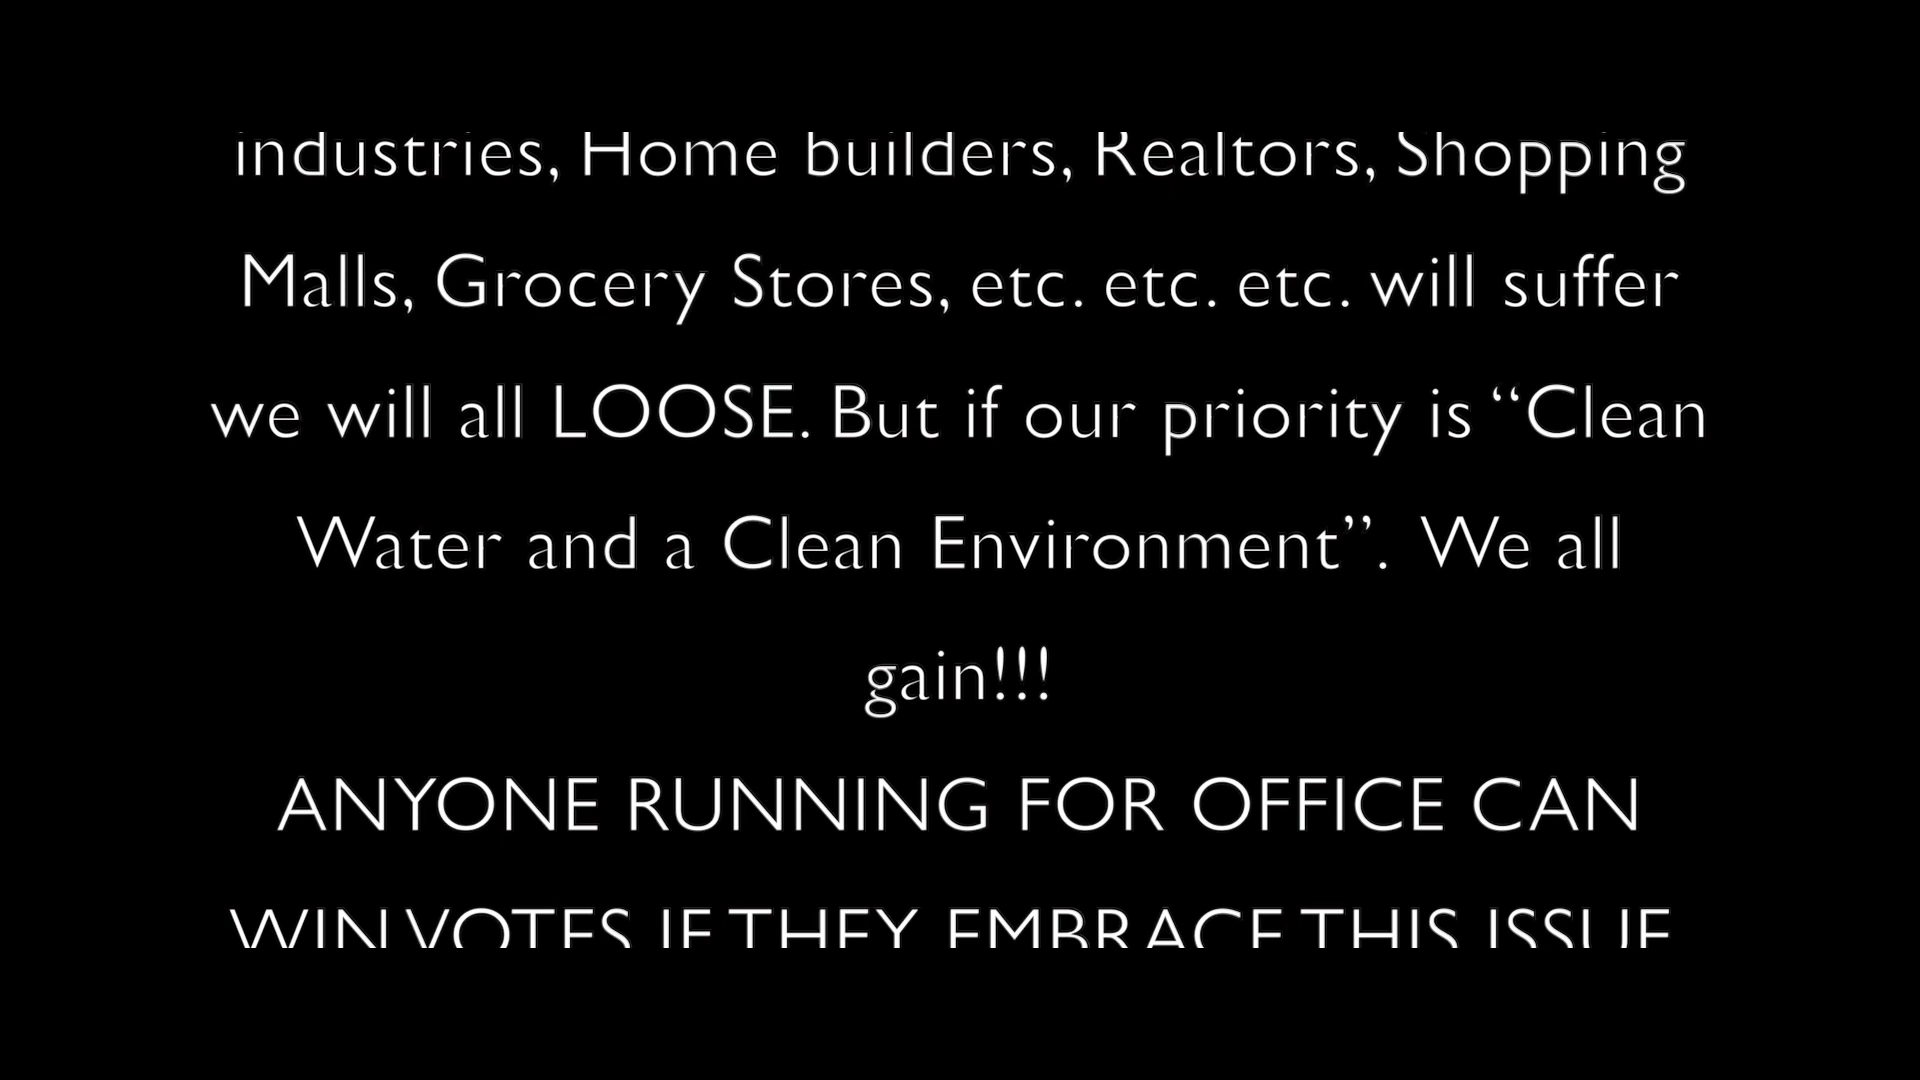 industries, Home builders, Realtors, Shopping
Malls, Grocery Stores, etc. etc. etc. will suffer
we will all LOOSE. But if our priority is “Clean
Water and a Clean Environment”. We all
gain!!!
ANYONE RUNNING FOR OFFICE CAN
WIN VOTES IF THEY EMBRACE THIS ISSUE